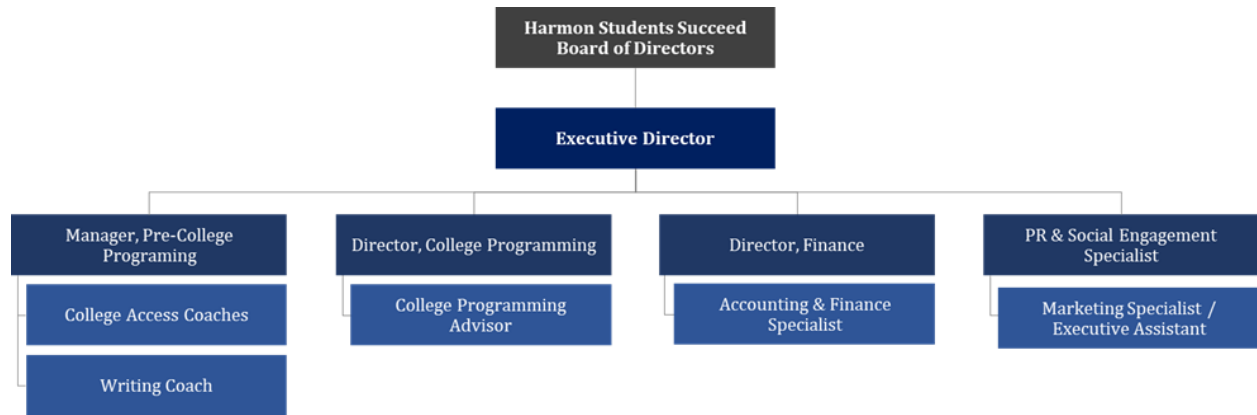 Harmon Students Succeed
Board of Directors
Executive Director
Manager, Pre-College
Programing
College Access Coaches
Writing Coach
Director, College Programming
College Programming
Advisor
Director, Finance
Accounting & Finance
Specialist
PR & Social Engagement
Specialist
Marketing Specialist /
Executive Assistant